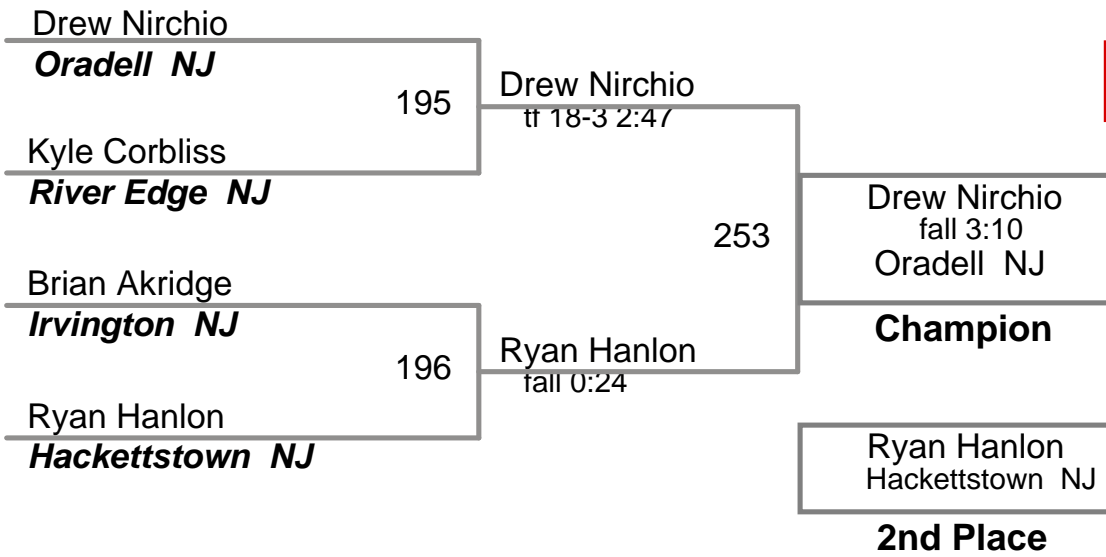 Drew Nirchio
Oradell NJ
195
Kyle Corbliss
River Edge NJ
Brian Akridge
Irvington NJ
196
Ryan Hanlon
Hackettstown NJ
Drew Nirchio
tf 18-3 2:47
253
Ryan Hanlon
fall 0:24
Drew Nirchio
fall 3:10
Oradell NJ
Champion
Ryan Hanlon
Hackettstown NJ
2nd Place